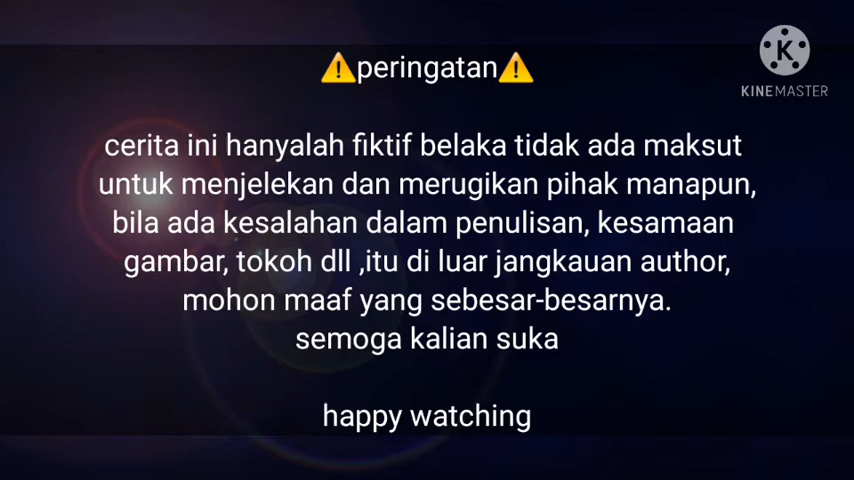 ⚠️peringatan⚠️
KINEMASTER
cerita ini hanyalah fiktif belaka tidak ada maksut
untuk menjelekan dan merugikan pihak manapun,
bila ada kesalahan dalam penulisan, kesamaan
gambar, tokoh dll ,itu di luar jangkauan author,
mohon maaf yang sebesar-besarnya.
semoga kalian suka
happy watching